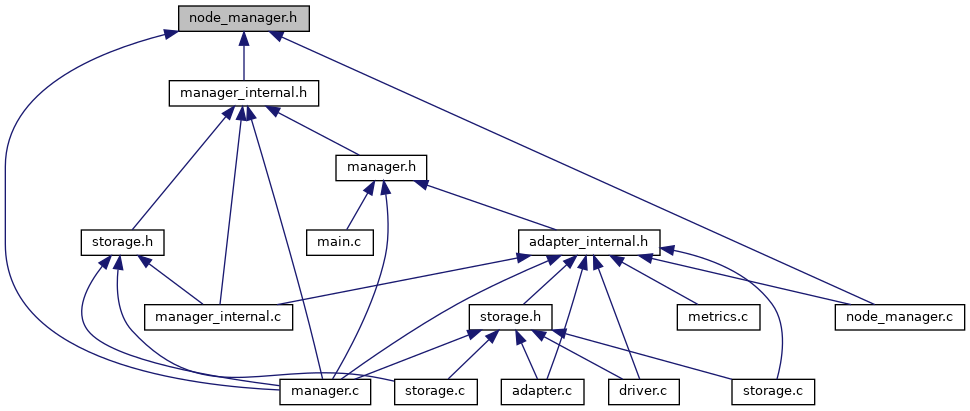 node_manager.h
manager_internal.h
manager.h
storage.h
main.c
adapter_internal.h
manager_internal.c
storage.h
metrics.c
node_manager.c
manager.c
storage.c
adapter.c
driver.c
storage.c